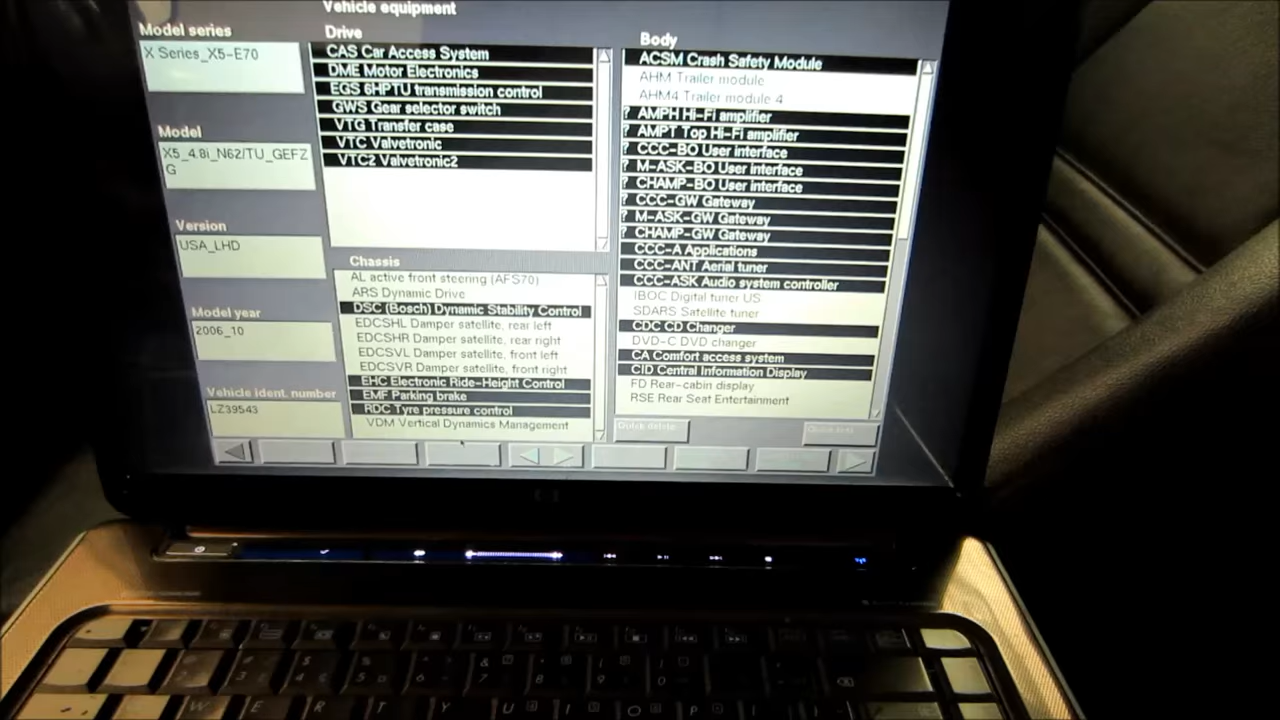 Vehicle equipment
Model series
X Series_X5-E70
Model
X5_4.8i_N62/TU_GEFZ
G
Version
USA_LHD
Model year
2006_10
Vehicle ident. number
LZ39543
Drive
CAS Car Access System
DME Motor Electronics
EGS 6HPTU transmission control
GWS Gear selector switch
VTG Transfer case
VTC Valvetronic
VTC2 Valvetronic2
Chassis
AL active front steering (AFS70)
ARS Dynamic Drive
DSC (Bosch) Dynamic Stability Control
EDCSHL Damper satellite, rear left
EDCSHR Damper satellite, rear right
EDCSVL Damper satellite, front left
EDCSVR Damper satellite, front right
EHC Electronic Ride-Height Control
EMF Parking brake
RDC Tyre pressure control
VDM Vertical Dynamics Management
Body
ACSM Crash Safety Module
AHM Trailer module
AHM4 Trailer module 4
? AMPH Hi-Fi amplifier
? AMPT Top Hi-Fi amplifier
? CCC-BO User interface
? M-ASK-BO User interface
? CHAMP-BO User interface
? CCC-GW Gateway
? M-ASK-GW Gateway
? CHAMP-GW Gateway
CCC-A Applications
CCC-ANT Aerial tuner
CCC-ASK Audio system controller
IBOC Digital tuner US
SDARS Satellite tuner
CDC CD Changer
DVD-C DVD changer
CA Comfort access system
CID Central Information Display
FD Rear-cabin display
RSE Rear Seat Entertainment
Quick delete
W E R T Y U I O P